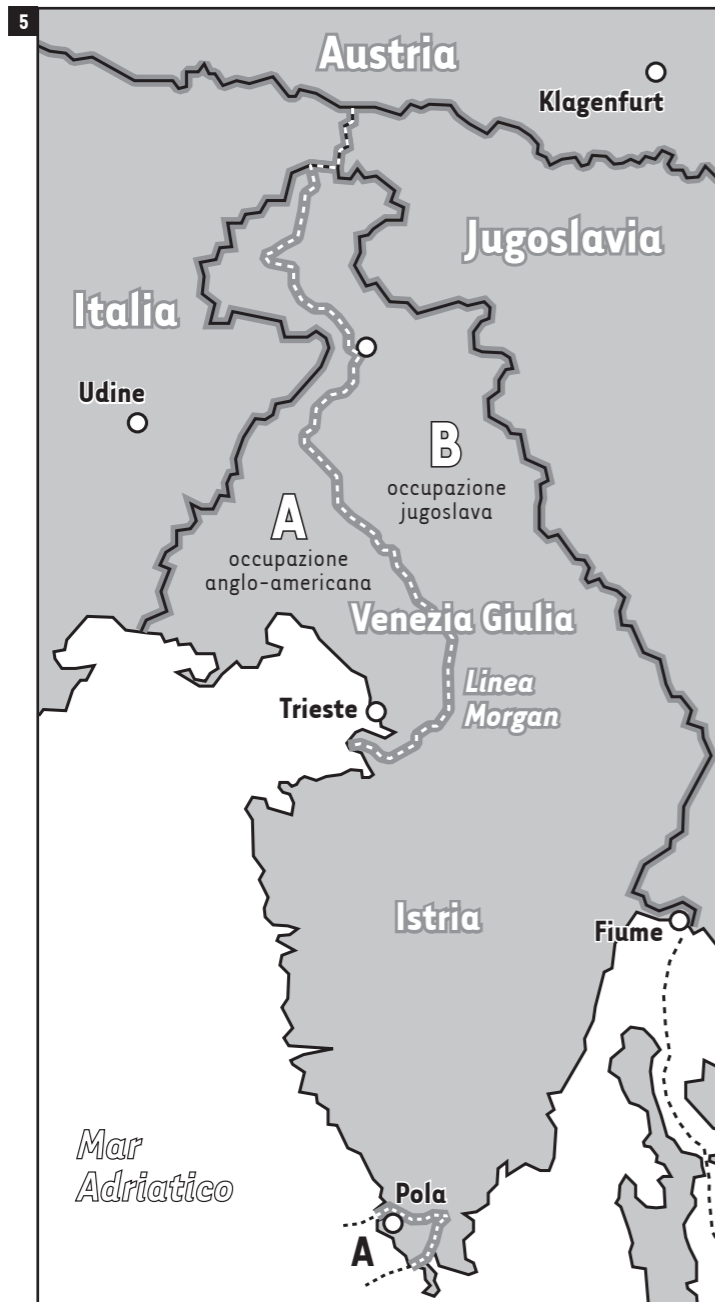 5
Austria
Klagenfurt
Jugoslavia
Italia
Udine
B
occupazione
jugoslava
A
occupazione
anglo-americana
Venezia Giulia
Linea
Morgan
Trieste
Istria
Fiume
Mar
Adriatico
Pola
A